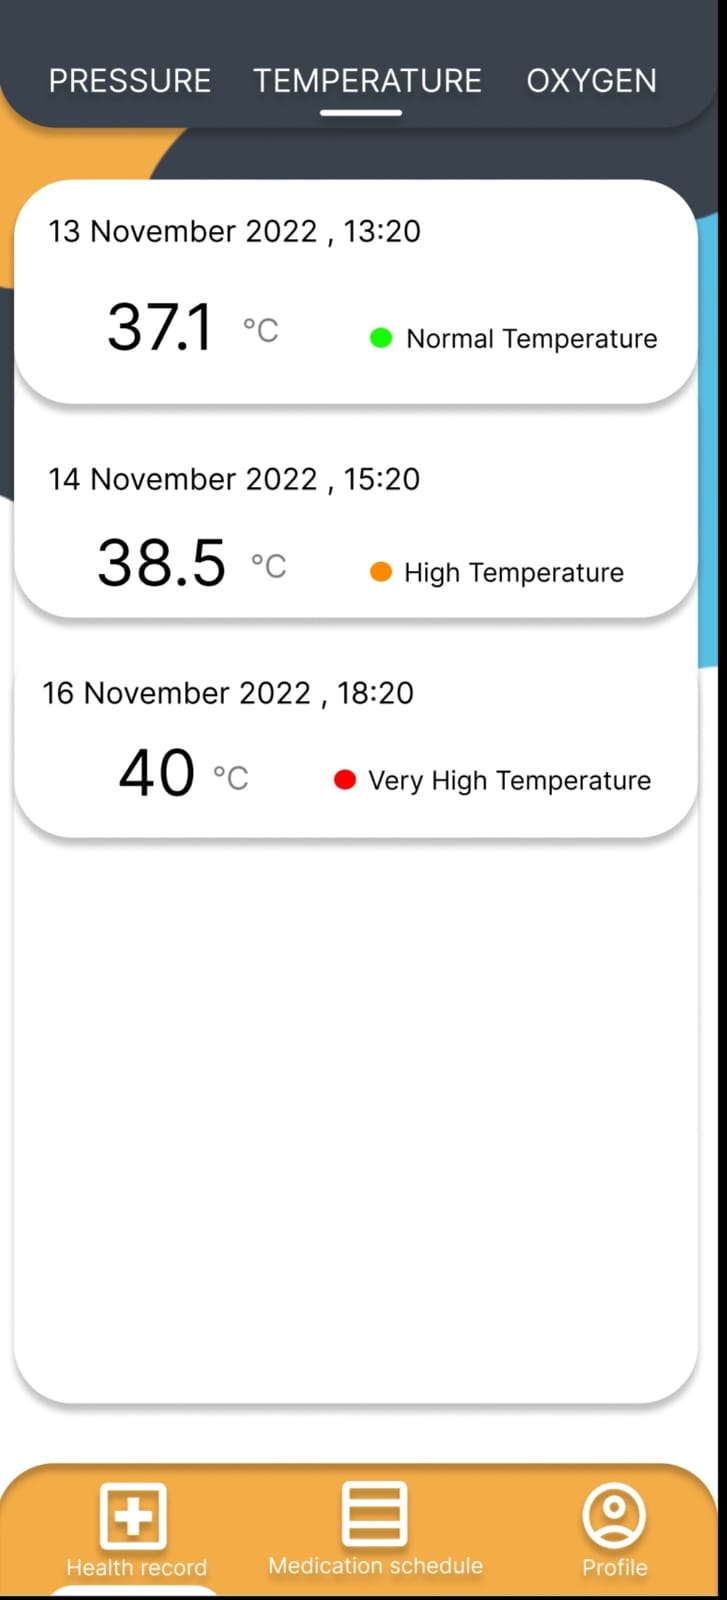 PRESSURE TEMPERATURE OXYGEN
13 November 2022 , 13:20
37.1 °C Normal Temperature
14 November 2022 , 15:20
38.5 °C High Temperature
16 November 2022 , 18:20
40 °C Very High Temperature
Health record Medication schedule Profile